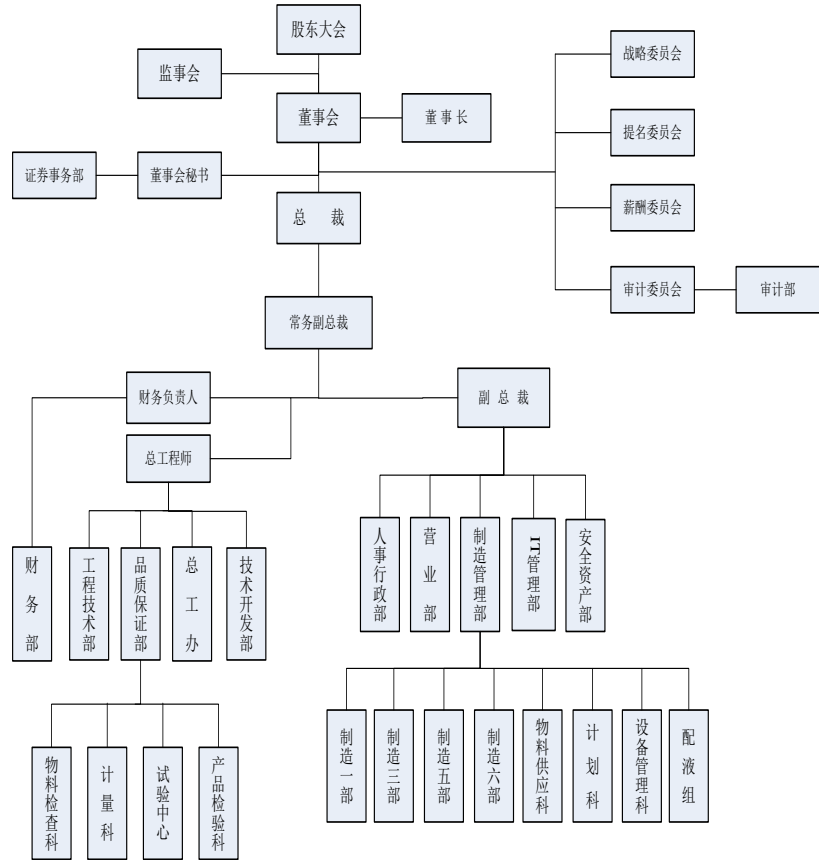 股东大会
监事会
战略委员会
董事会
董 事 长
提名委员会
证券事务部
董事会秘书
总 裁
薪酬委员会
审计委员会
审计部
常务副总裁
财务负责人
副 总 裁
总工程师
人事行政部
营业部
制造管理部
IT管理部
安全资产部
财务部
工程技术部
品质保证部
总工办
技术开发部
制造一部
制造三部
制造五部
制造六部
物料供应科
计划科
设备管理科
配液组
物料检查科
计量科
试验中心
产品检验科